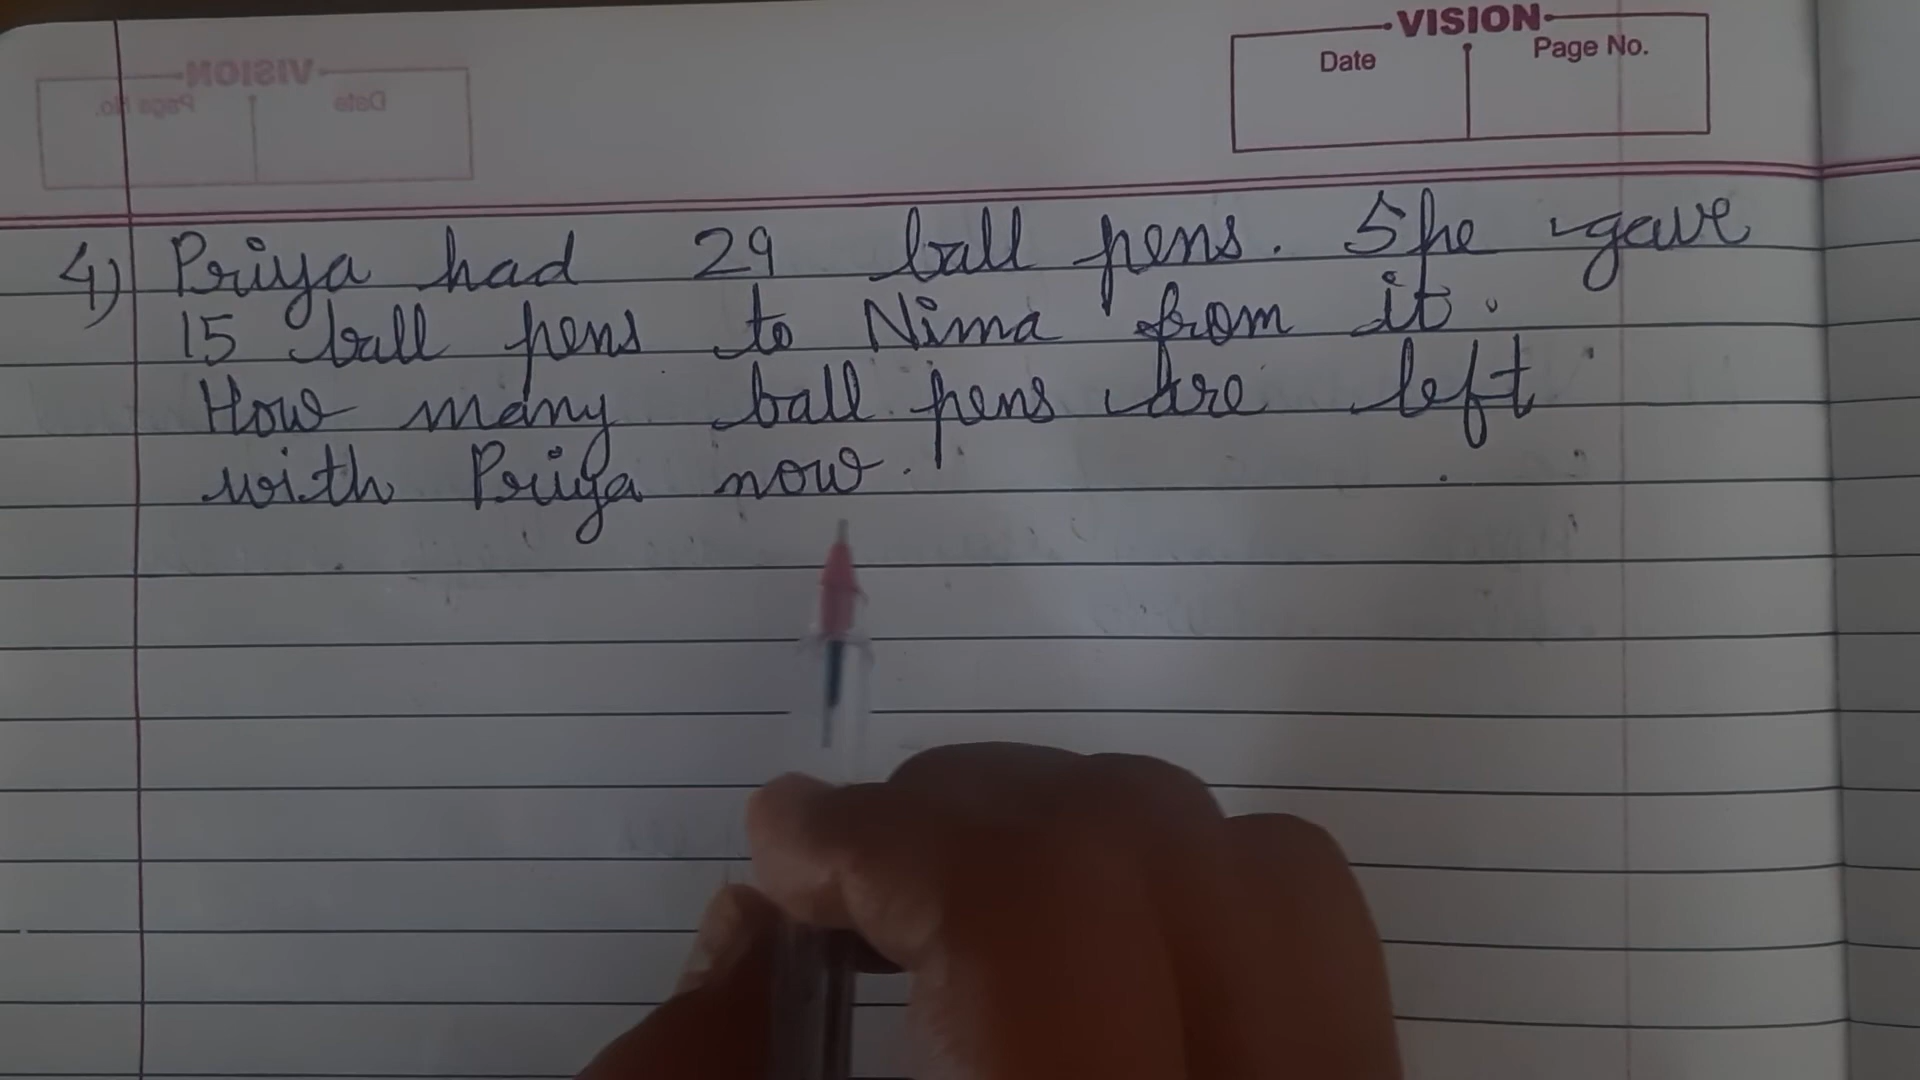 VISION
Date Page No.
4) Priya had 29 ball pens. She gave
15 ball pens to Nima from it.
How many ball pens are left
with Priya now.